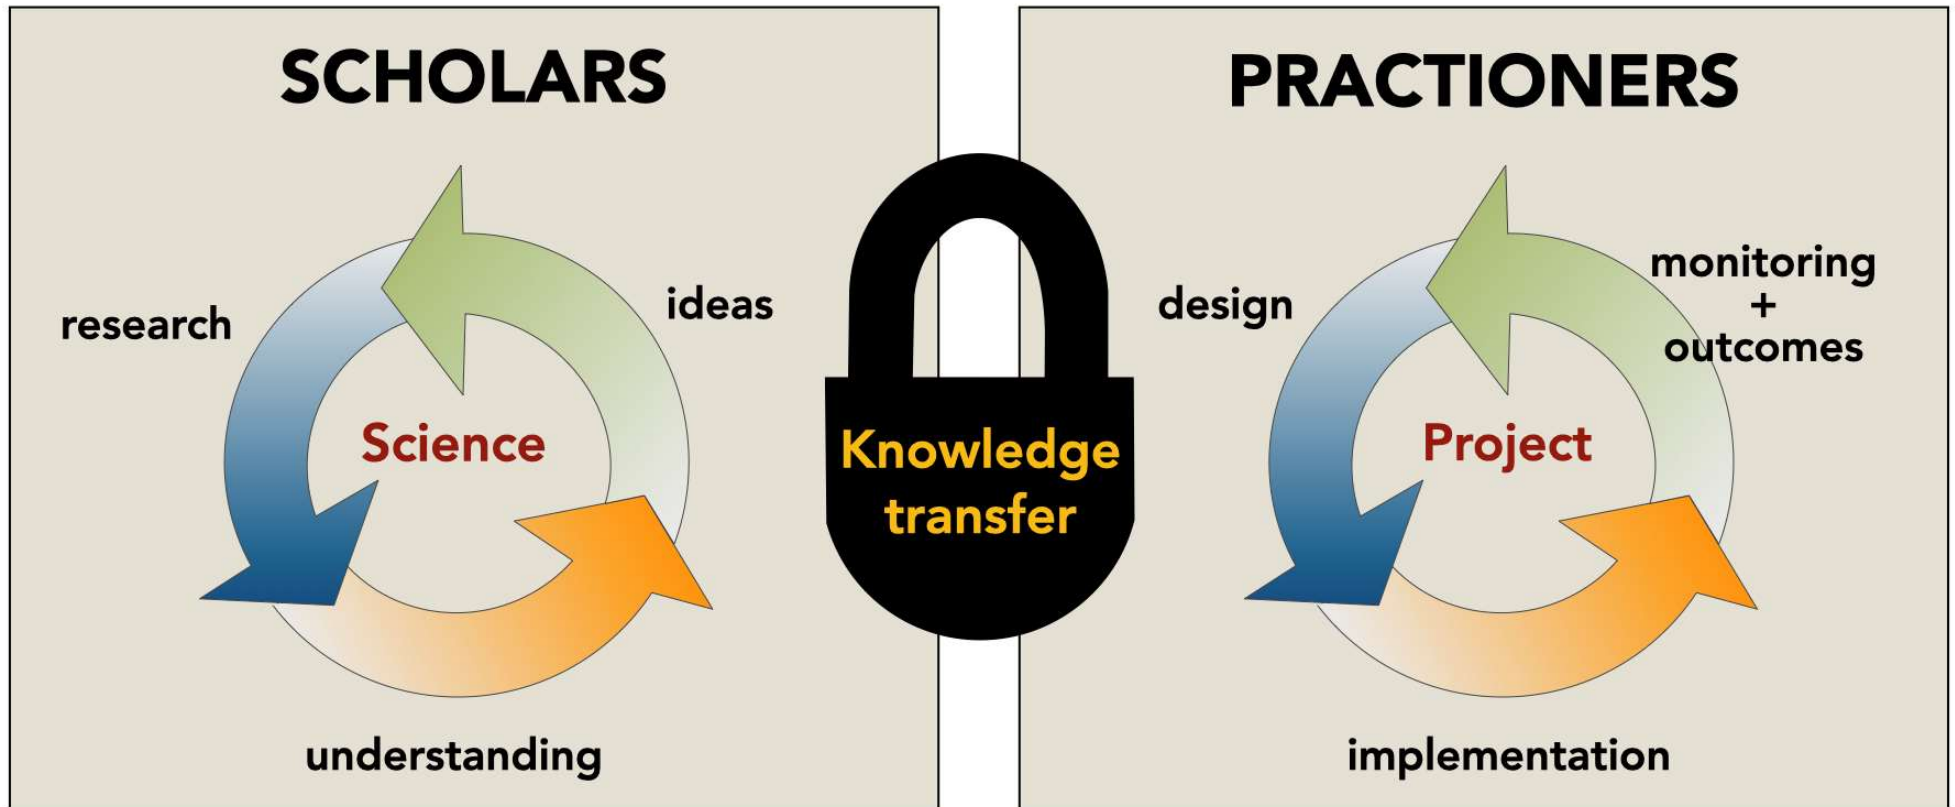 SCHOLARS
research
ideas
Science
understanding
Knowledge
transfer
PRACTIONERS
design
monitoring
+
outcomes
Project
implementation